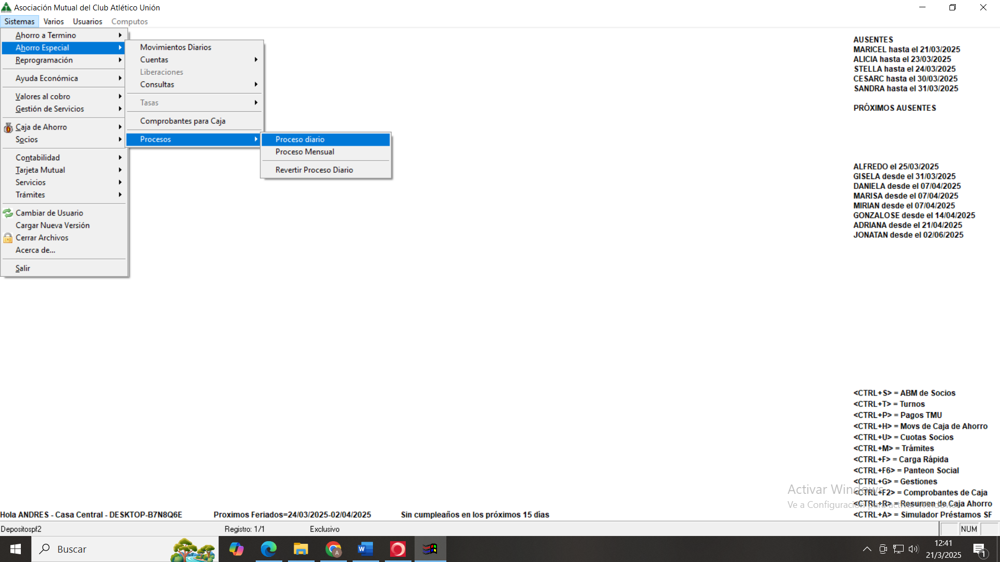 Asociación Mutual del Club Atlético Unión
Sistemas Varios Usuarios Computos
Ahorro a Termino
Ahorro Especial
Reprogramación
Ayuda Económica
Valores al cobro
Gestión de Servicios
Caja de Ahorro
Socios
Contabilidad
Tarjeta Mutual
Servicios
Trámites
Cambiar de Usuario
Cargar Nueva Versión
Cerrar Archivos
Acerca de...
Salir
Movimientos Diarios
Cuentas
Liberaciones
Consultas
Tasas
Comprobantes para Caja
Procesos
Proceso diario
Proceso Mensual
Revertir Proceso Diario
AUSENTES
MARICEL hasta el 21/03/2025
ALICIA hasta el 23/03/2025
STELLA hasta el 24/03/2025
CESARC hasta el 30/03/2025
SANDRA hasta el 31/03/2025
PRÓXIMOS AUSENTES
ALFREDO el 25/03/2025
GISELA desde el 31/03/2025
DANIELA desde el 07/04/2025
MARISA desde el 07/04/2025
MIRIAN desde el 07/04/2025
GONZALOSE desde el 14/04/2025
ADRIANA desde el 21/04/2025
JONATAN desde el 02/06/2025
<CTRL+S> = ABM de Socios
<CTRL+T> = Turnos
<CTRL+P> = Pagos TMU
<CTRL+H> = Movs de Caja de Ahorro
<CTRL+U> = Cuotas Socios
<CTRL+M> = Trámites
<CTRL+F> = Carga Rápida
<CTRL+F6> = Panteon Social
<CTRL+G> = Gestiones
<CTRL+F2> = Comprobantes de Caja
<CTRL+R> = Resumen de Caja Ahorro
<CTRL+A> = Simulador Préstamos SF
Activar Windows
Ve a Configuración para activar Windows.
Hola ANDRES - Casa Central - DESKTOP-B7N8Q6E Proximos Feriados=24/03/2025-02/04/2025 Sin cumpleaños en los próximos 15 días
Depositospf2 Registro: 1/1 Exclusivo NUM
Buscar
12:41
21/3/2025
1